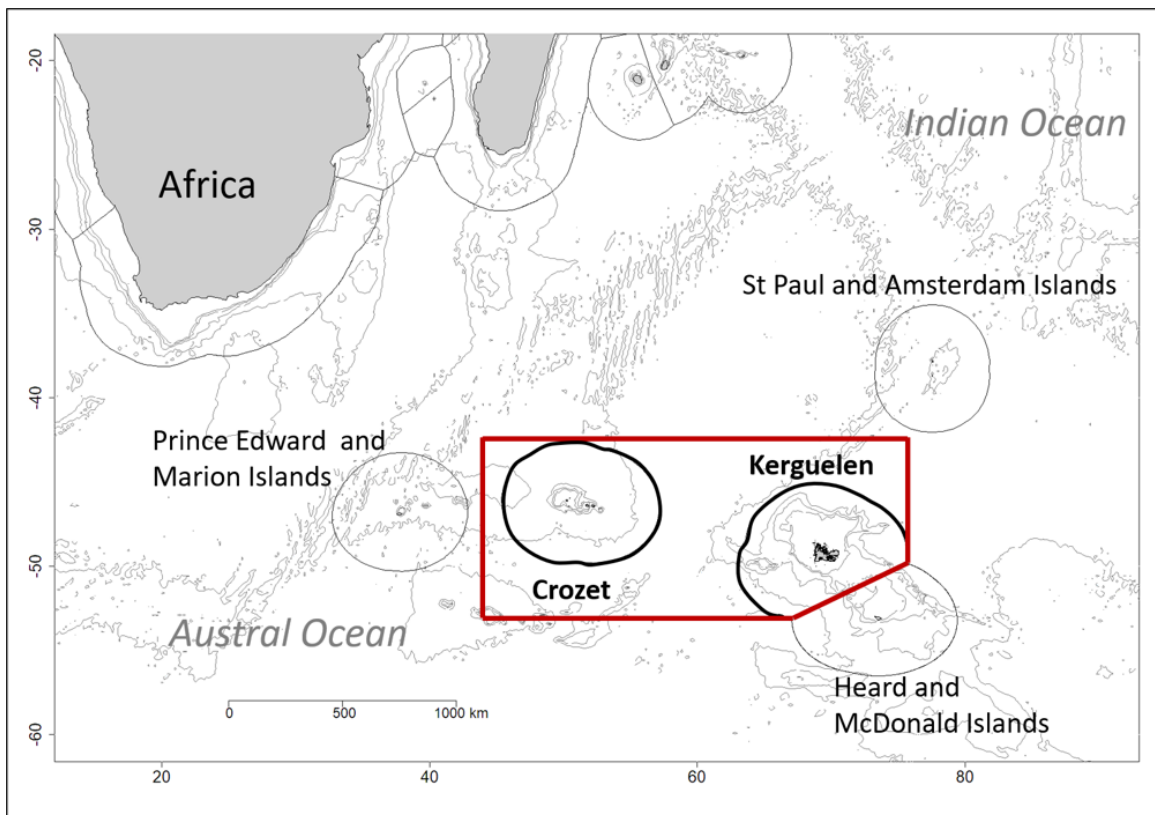 -20
Indian Ocean
Africa
-30
St Paul and Amsterdam Islands
-40
Prince Edward  and
Marion Islands
Kerguelen
-50
Crozet
Austral Ocean
Heard and
McDonald Islands
0
500
1000 km
-60
20
40
60
80